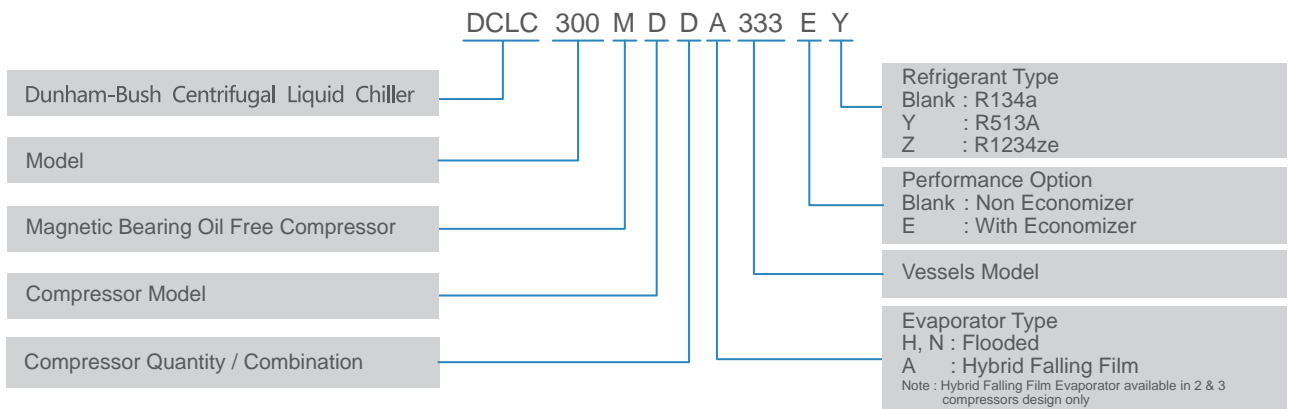 DCLC 300 M D D A 333 E Y
Dunham-Bush Centrifugal Liquid Chiller
Model
Magnetic Bearing Oil Free Compressor
Compressor Model
Compressor Quantity / Combination
Refrigerant Type
Blank : R134a
Y : R513A
Z : R1234ze
Performance Option
Blank : Non Economizer
E : With Economizer
Vessels Model
Evaporator Type
H, N : Flooded
A : Hybrid Falling Film
Note : Hybrid Falling Film Evaporator available in 2 & 3
compressors design only